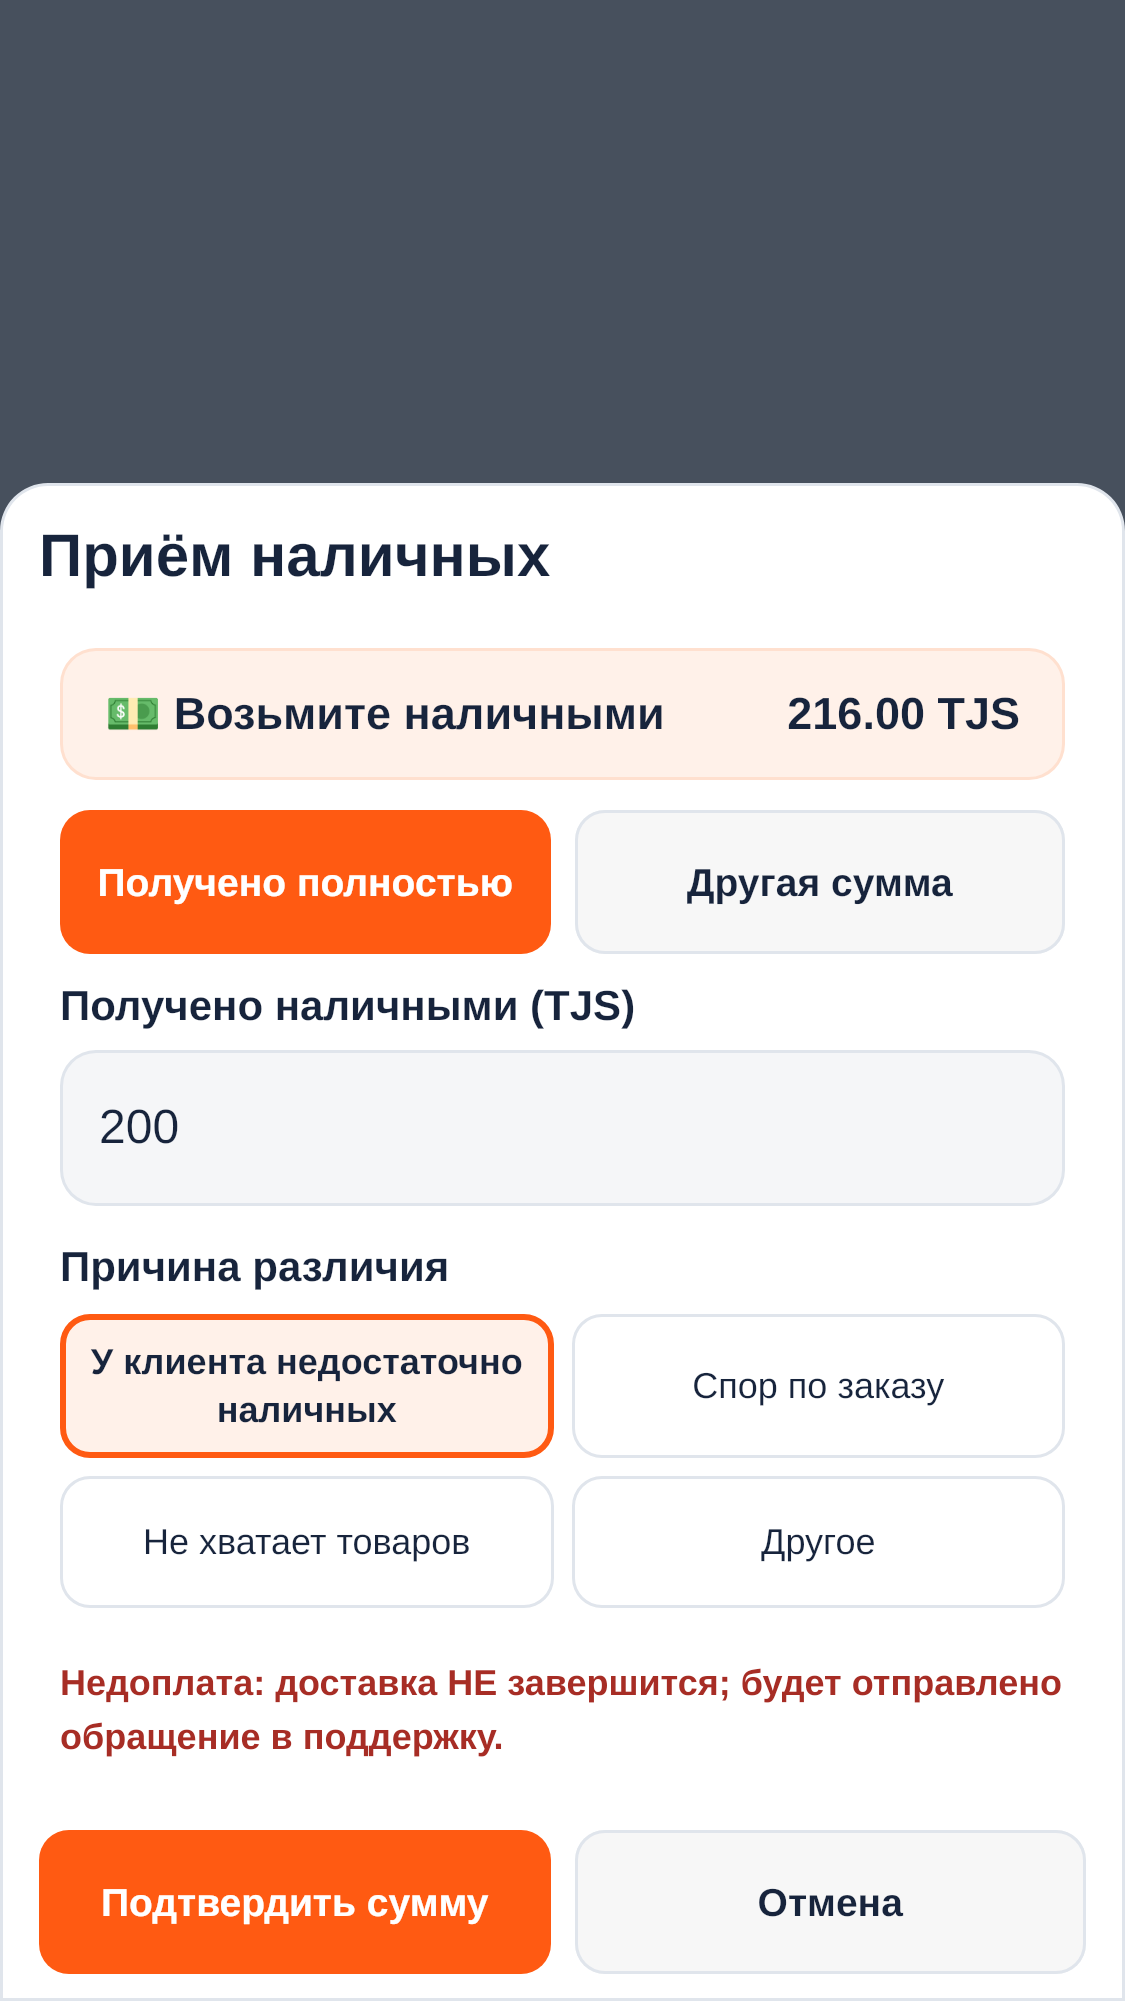 Приём наличных
💵 Возьмите наличными 216.00 TJS
Получено полностью
Другая сумма
Получено наличными (TJS)
200
Причина различия
У клиента недостаточно
наличных
Спор по заказу
Не хватает товаров
Другое
Недоплата: доставка НЕ завершится; будет отправлено
обращение в поддержку.
Подтвердить сумму
Отмена